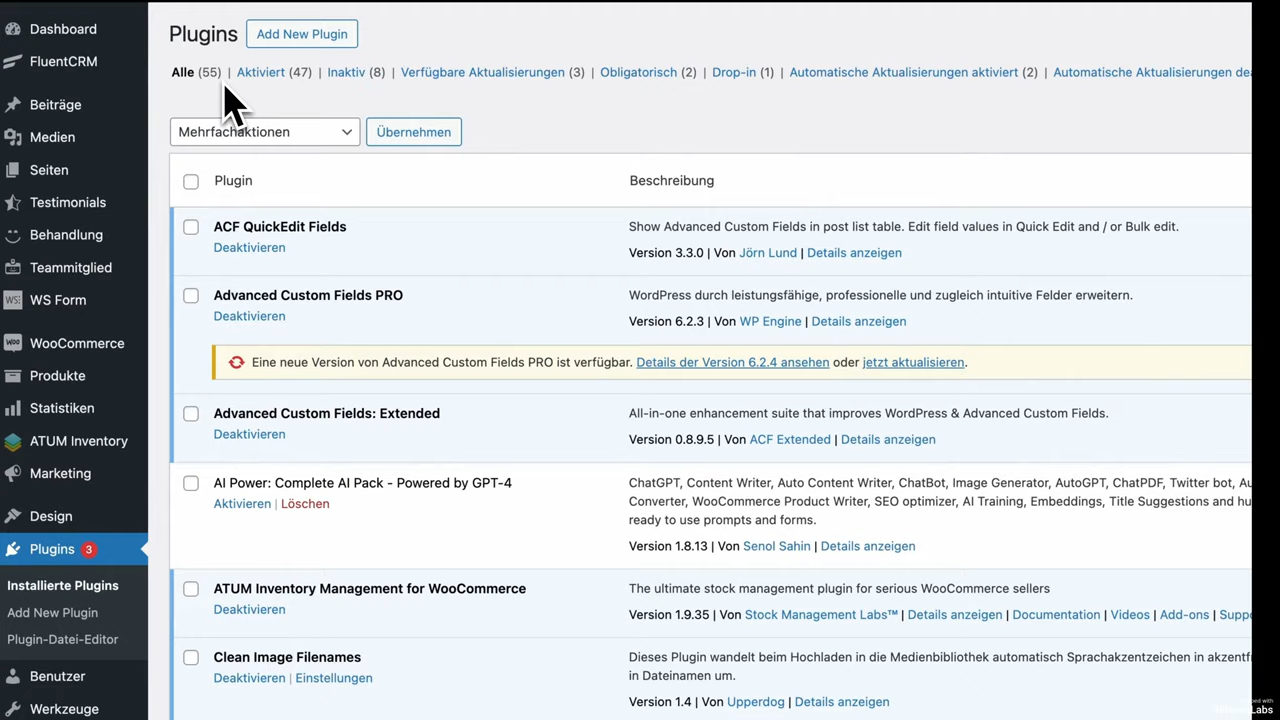 Dashboard
FluentCRM
Beiträge
Medien
Seiten
Testimonials
Behandlung
Teammitglied
WS Form
WooCommerce
Produkte
Statistiken
ATUM Inventory
Marketing
Design
Plugins 3
Installierte Plugins
Add New Plugin
Plugin-Datei-Editor
Benutzer
Werkzeuge
Plugins Add New Plugin
Alle (55) | Aktiviert (47) | Inaktiv (8) | Verfügbare Aktualisierungen (3) | Obligatorisch (2) | Drop-in (1) | Automatische Aktualisierungen aktiviert (2) | Automatische Aktualisierungen dea
Mehrfachaktionen Übernehmen
Plugin Beschreibung
ACF QuickEdit Fields
Deaktivieren
Show Advanced Custom Fields in post list table. Edit field values in Quick Edit and / or Bulk edit.
Version 3.3.0 | Von Jörn Lund | Details anzeigen
Advanced Custom Fields PRO
Deaktivieren
WordPress durch leistungsfähige, professionelle und zugleich intuitive Felder erweitern.
Version 6.2.3 | Von WP Engine | Details anzeigen
Eine neue Version von Advanced Custom Fields PRO ist verfügbar. Details der Version 6.2.4 ansehen oder jetzt aktualisieren.
Advanced Custom Fields: Extended
Deaktivieren
All-in-one enhancement suite that improves WordPress & Advanced Custom Fields.
Version 0.8.9.5 | Von ACF Extended | Details anzeigen
AI Power: Complete AI Pack - Powered by GPT-4
Aktivieren | Löschen
ChatGPT, Content Writer, Auto Content Writer, ChatBot, Image Generator, AutoGPT, ChatPDF, Twitter bot, Au
Converter, WooCommerce Product Writer, SEO optimizer, AI Training, Embeddings, Title Suggestions and hu
ready to use prompts and forms.
Version 1.8.13 | Von Senol Sahin | Details anzeigen
ATUM Inventory Management for WooCommerce
Deaktivieren
The ultimate stock management plugin for serious WooCommerce sellers
Version 1.9.35 | Von Stock Management Labs™ | Details anzeigen | Documentation | Videos | Add-ons | Suppo
Clean Image Filenames
Deaktivieren | Einstellungen
Dieses Plugin wandelt beim Hochladen in die Medienbibliothek automatisch Sprachakzentzeichen in akzentf
in Dateinamen um.
Version 1.4 | Von Upperdog | Details anzeigen